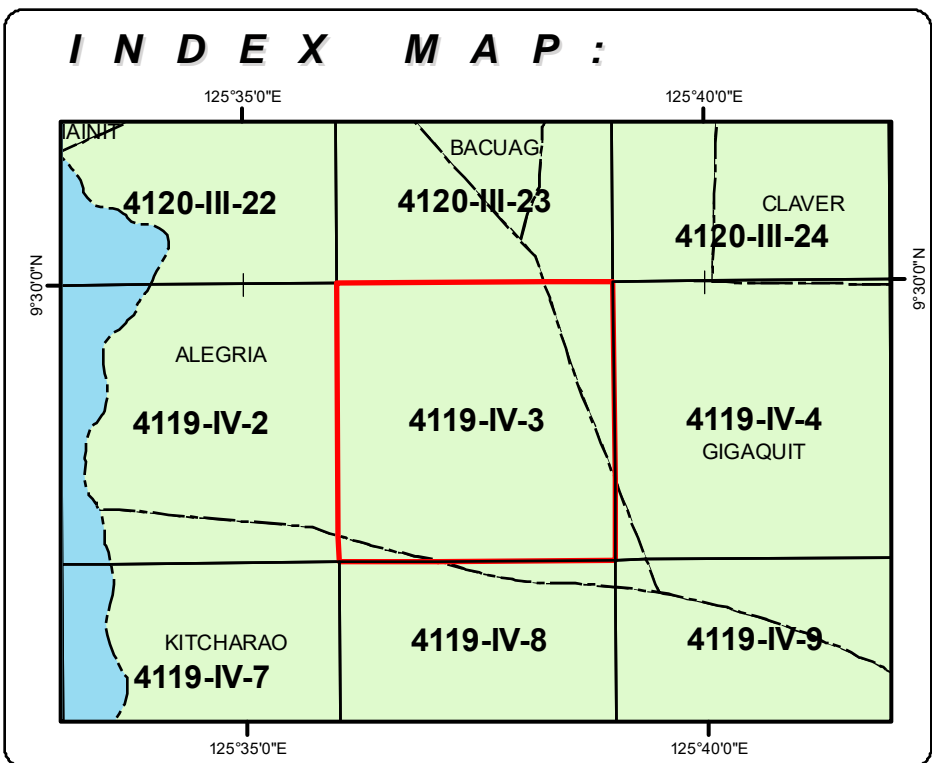 INDEX MAP:
125°35'0"E 125°40'0"E
AINIT
BACUAG
4120-III-22 4120-III-23 CLAVER
4120-III-24
9°30'0"N 9°30'0"N
ALEGRIA
4119-IV-2 4119-IV-3 4119-IV-4
GIGAQUIT
KITCHARAO 4119-IV-8 4119-IV-9
4119-IV-7
125°35'0"E 125°40'0"E